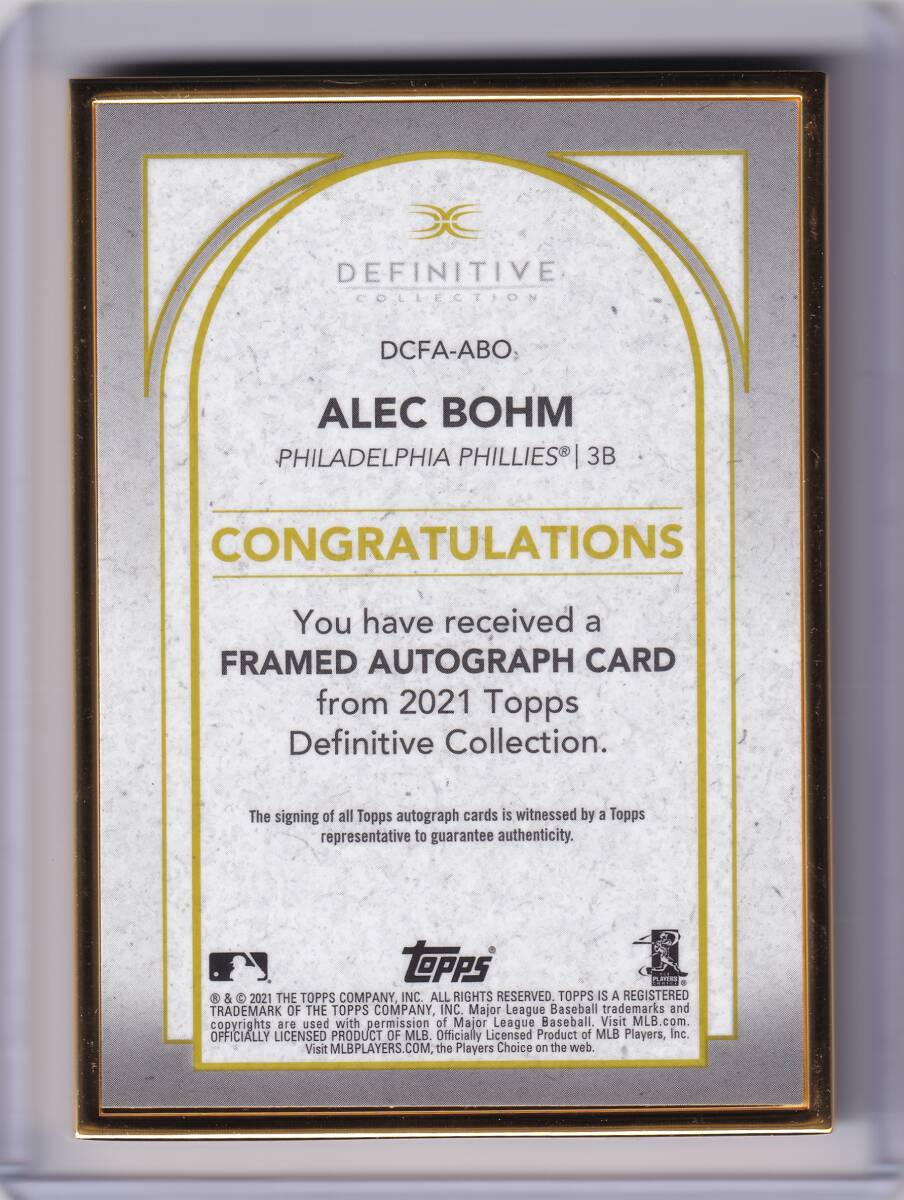 DEFINITIVE
COLLECTION
DCFA-ABO
ALEC BOHM
PHILADELPHIA PHILLIES® | 3B
CONGRATULATIONS
You have received a
FRAMED AUTOGRAPH CARD
from 2021 Topps
Definitive Collection.
The signing of all Topps autograph cards is witnessed by a Topps
representative to guarantee authenticity.
topps®
PLAYERS
CHOICE ®
® & © 2021 THE TOPPS COMPANY, INC. ALL RIGHTS RESERVED. TOPPS IS A REGISTERED
TRADEMARK OF THE TOPPS COMPANY, INC. Major League Baseball trademarks and
copyrights are used with permission of Major League Baseball. Visit MLB.com.
OFFICIALLY LICENSED PRODUCT OF MLB. Officially Licensed Product of MLB Players, Inc.
Visit MLBPLAYERS.COM, the Players Choice on the web.